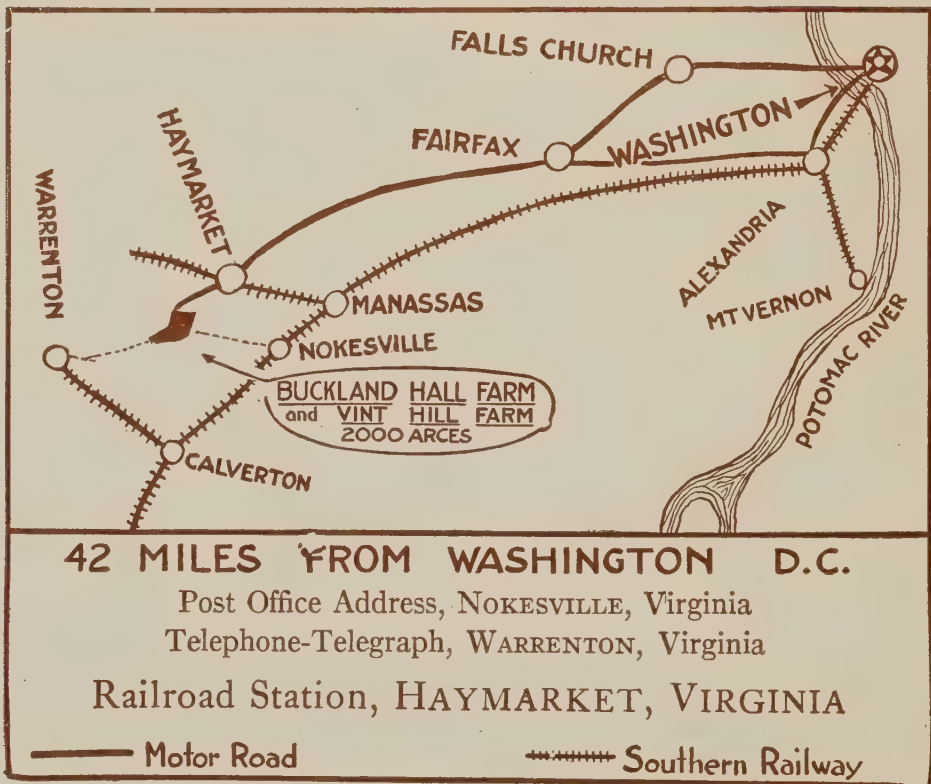 FALLS CHURCH
HAYMARKET
FAIRFAX
WASHINGTON
WARRENTON
ALEXANDRIA
MANASSAS
MT VERNON
NOKESVILLE
POTOMAC RIVER
BUCKLAND HALL FARM
and VINT HILL FARM
2000 ARCES
CALVERTON
42 MILES FROM WASHINGTON D.C.
Post Office Address, NOKESVILLE, Virginia
Telephone-Telegraph, WARRENTON, Virginia
Railroad Station, HAYMARKET, VIRGINIA
Motor Road
Southern Railway